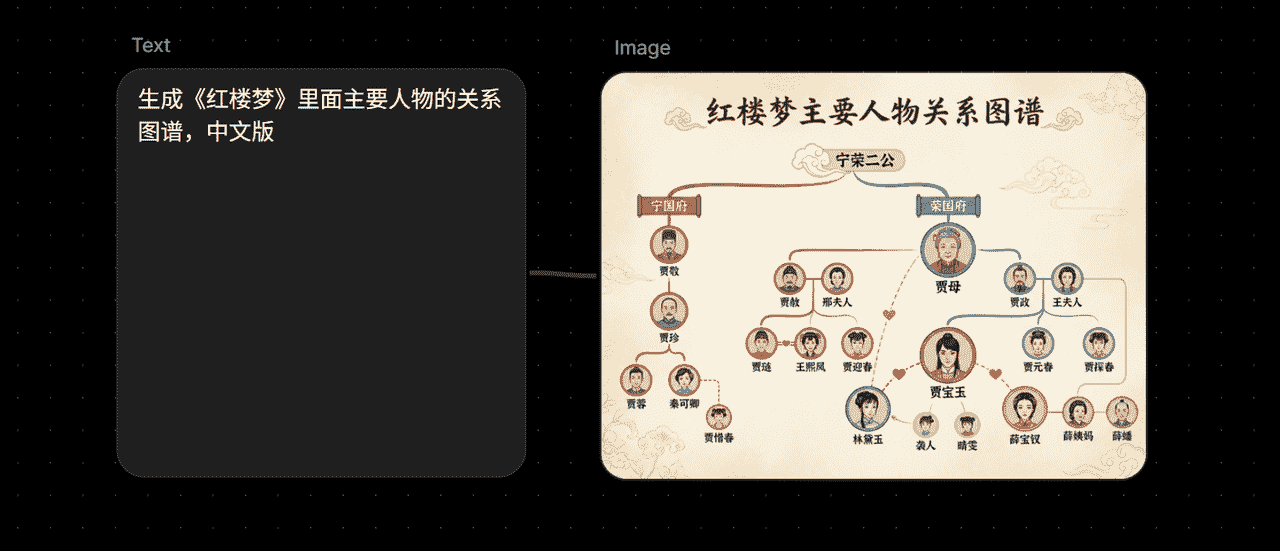 Text
生成《红楼梦》里面主要人物的关系
图谱，中文版
Image
红楼梦主要人物关系图谱
宁荣二公
宁国府
荣国府
贾敬
贾母
贾赦
邢夫人
贾政
王夫人
贾珍
贾琏
王熙凤
贾迎春
贾宝玉
贾元春
贾探春
贾蓉
秦可卿
贾惜春
林黛玉
袭人
晴雯
薛宝钗
薛姨妈
薛蟠